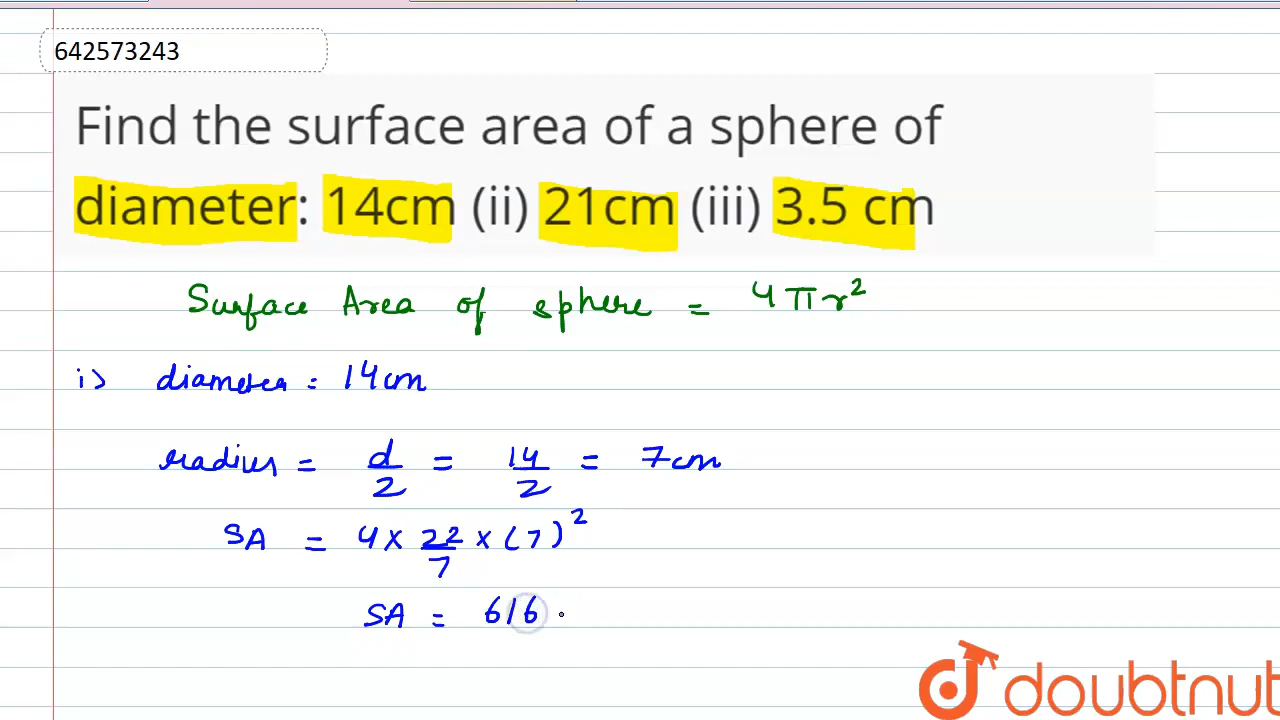 642573243
Find the surface area of a sphere of
diameter: 14cm (ii) 21cm (iii) 3.5 cm
Surface Area of sphere = 4πr²
i) diameter = 14cm
radius = d/2 = 14/2 = 7cm
SA = 4 × 22/7 × (7)²
SA = 616
doubtnut